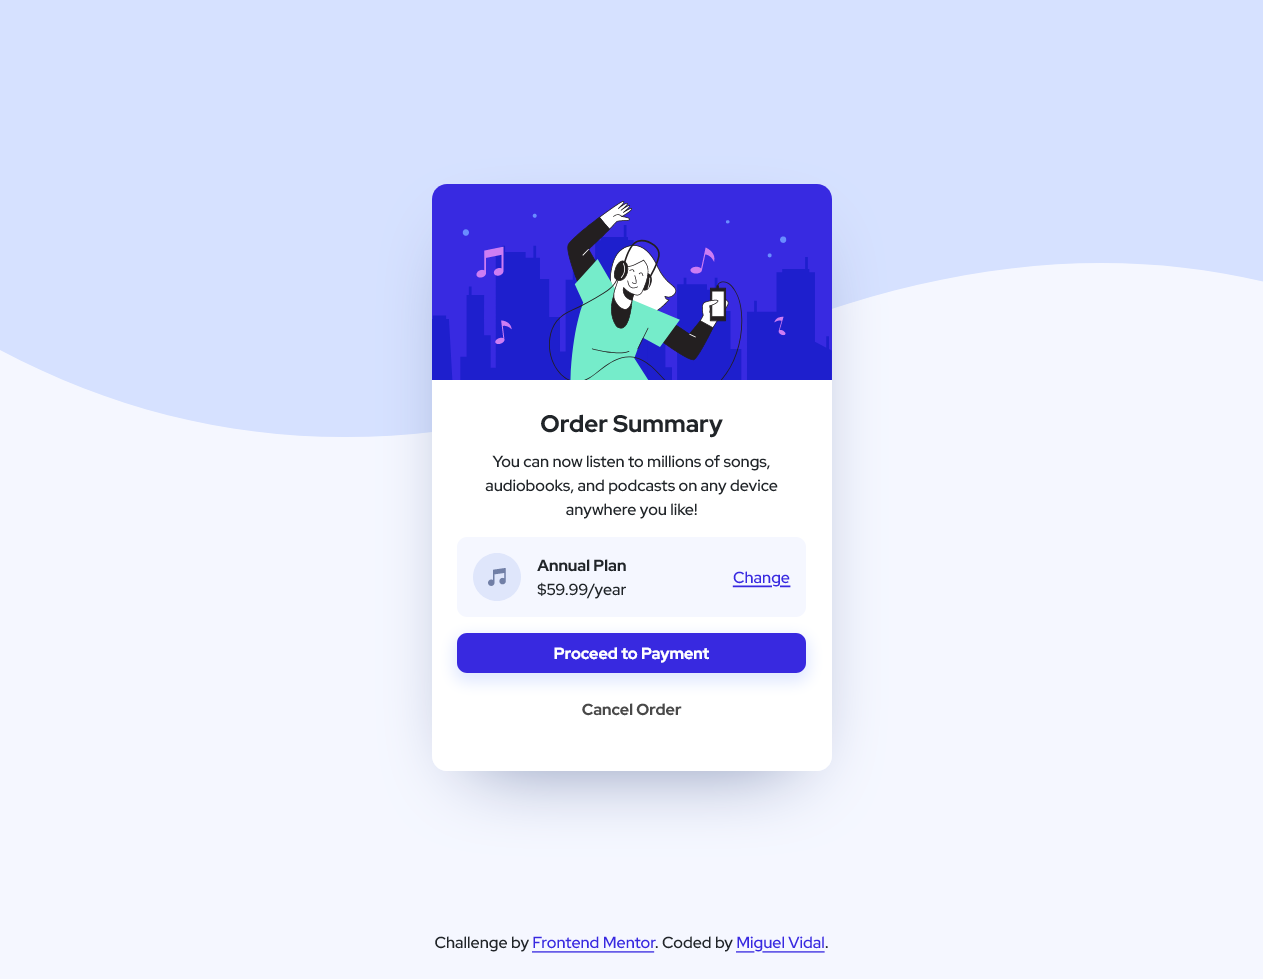 Order Summary
You can now listen to millions of songs,
audiobooks, and podcasts on any device
anywhere you like!
Annual Plan
$59.99/year
Change
Proceed to Payment
Cancel Order
Challenge by Frontend Mentor. Coded by Miguel Vidal.